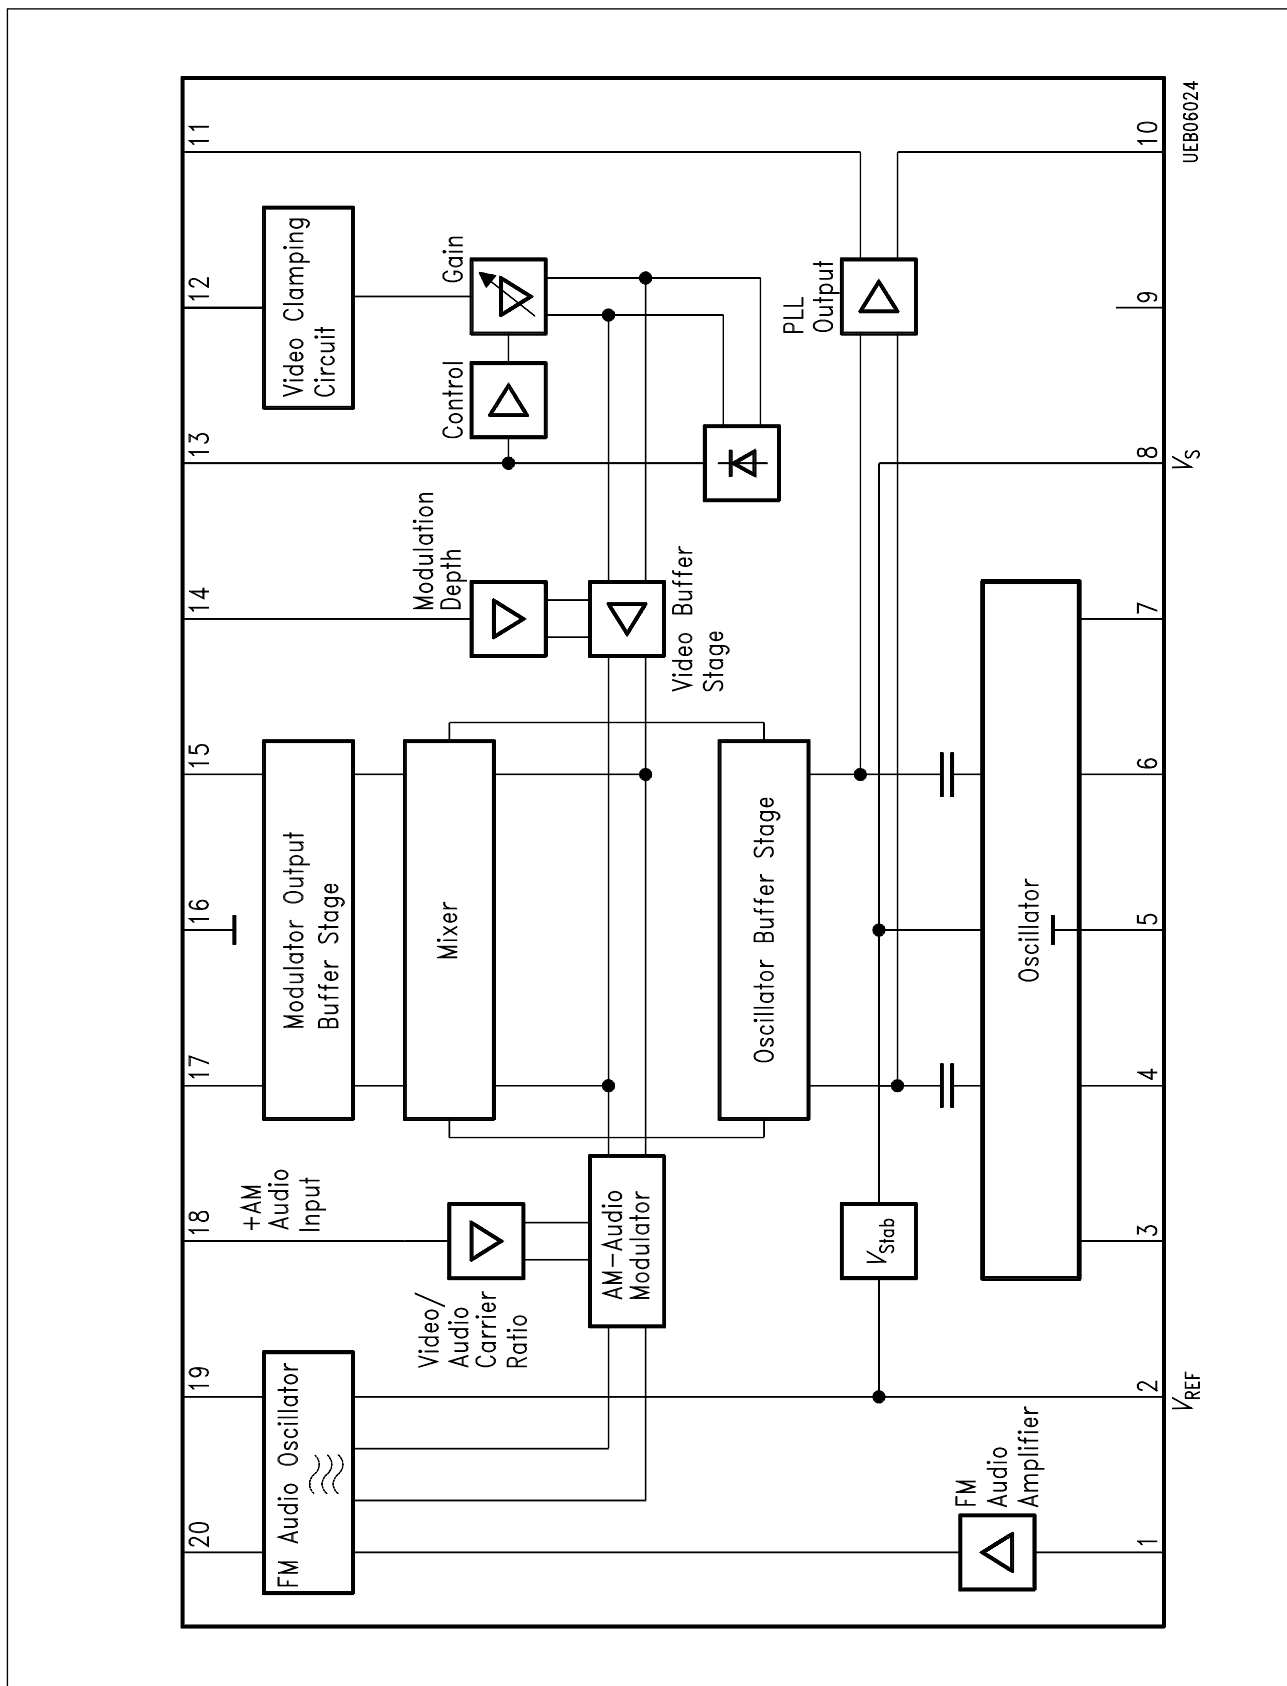 20
19
18
17
16
15
14
13
12
11
FM Audio Oscillator
+AM
Audio
Input
Modulator Output
Buffer Stage
Video Clamping
Circuit
Video/
Audio
Carrier
Ratio
Mixer
Modulation
Depth
Control
Gain
AM-Audio
Modulator
Video Buffer
Stage
Oscillator Buffer Stage
PLL
Output
VStab
FM
Audio
Amplifier
Oscillator
1
2
3
4
5
6
7
8
9
10
VREF
VS
UEB06024